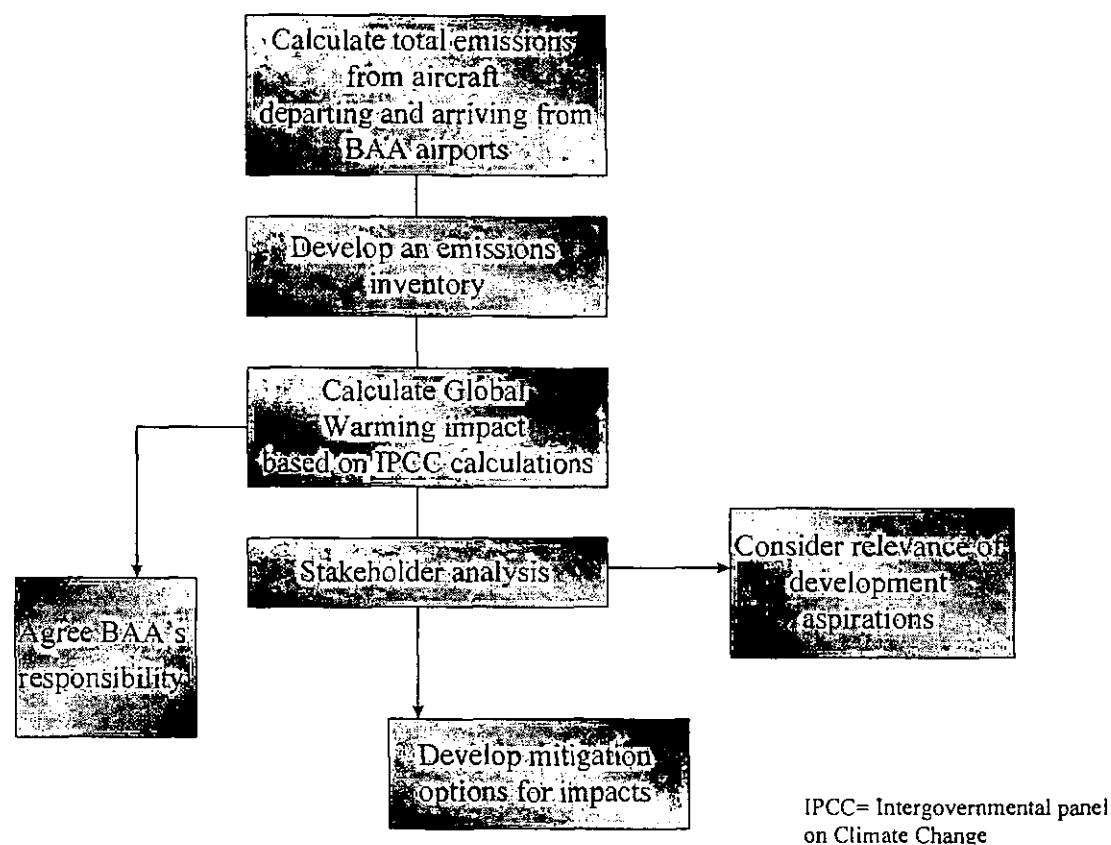 Calculate total emissions
from aircraft
departing and arriving from
BAA airports
Develop an emissions
inventory
Calculate Global
Warming impact
based on IPCC calculations
Stakeholder analysis
Consider relevance of
development
aspirations
Agree BAA's
responsibility
Develop mitigation
options for impacts
IPCC= Intergovernmental panel
on Climate Change